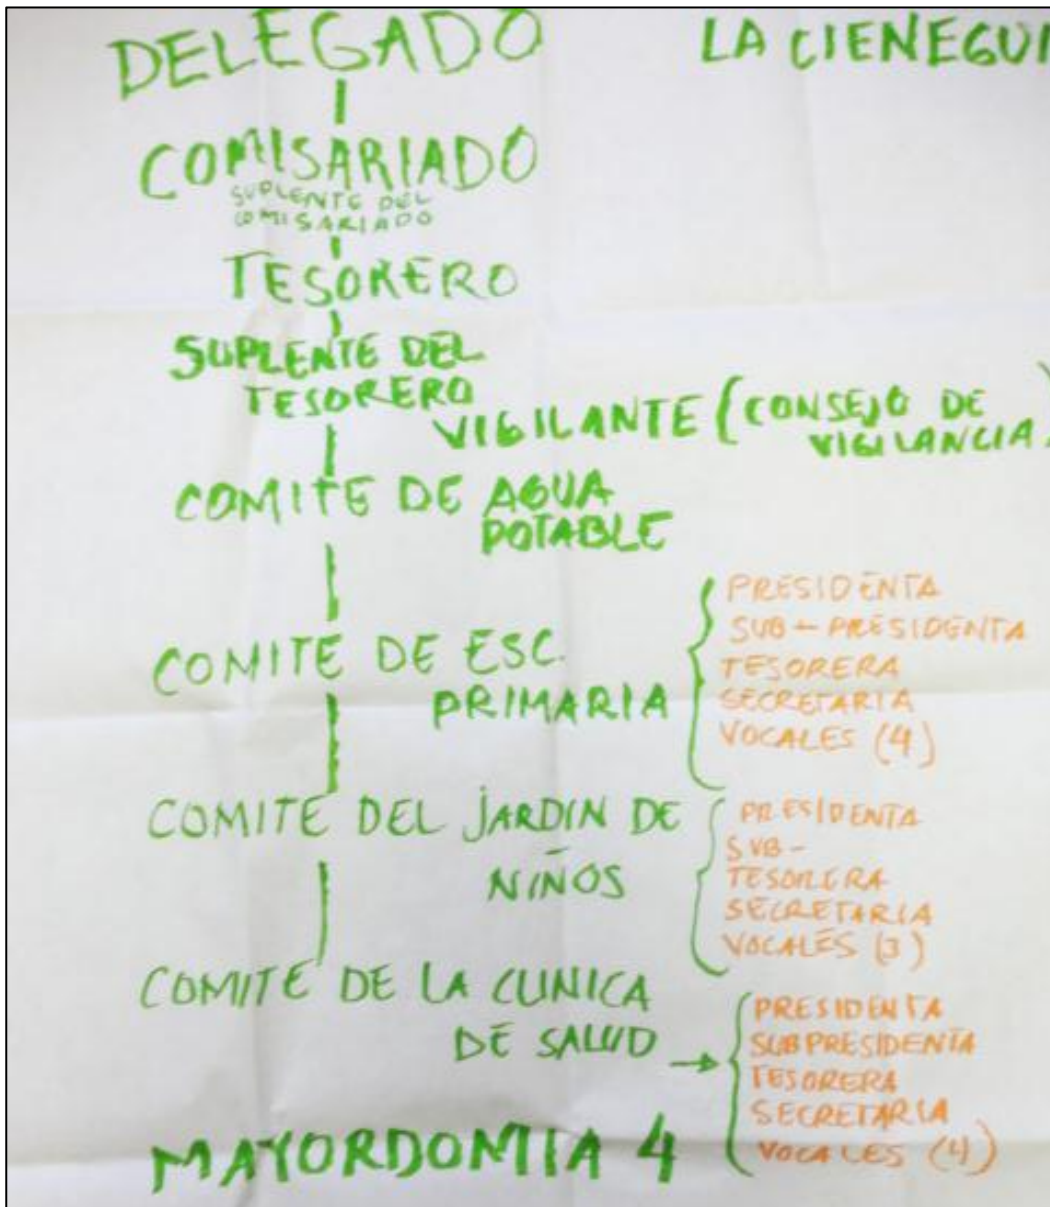 DELEGADO
LA CIENEGUI
COMISARIADO
SUPLENTE DEL
COMISARIADO
TESORERO
SUPLENTE DEL
TESORERO
VIGILANTE (CONSEJO DE
VIGILANCIA)
COMITE DE AGUA
POTABLE
COMITE DE ESC.
PRIMARIA
PRESIDENTA
SUB-PRESIDENTA
TESORERA
SECRETARIA
VOCALES (4)
COMITE DEL JARDIN DE
NIÑOS
PRESIDENTA
SUB-
TESORERA
SECRETARIA
VOCALES (3)
COMITE DE LA CLINICA
DE SALUD →
PRESIDENTA
SUBPRESIDENTA
TESORERA
SECRETARIA
VOCALES (4)
MAYORDOMIA 4